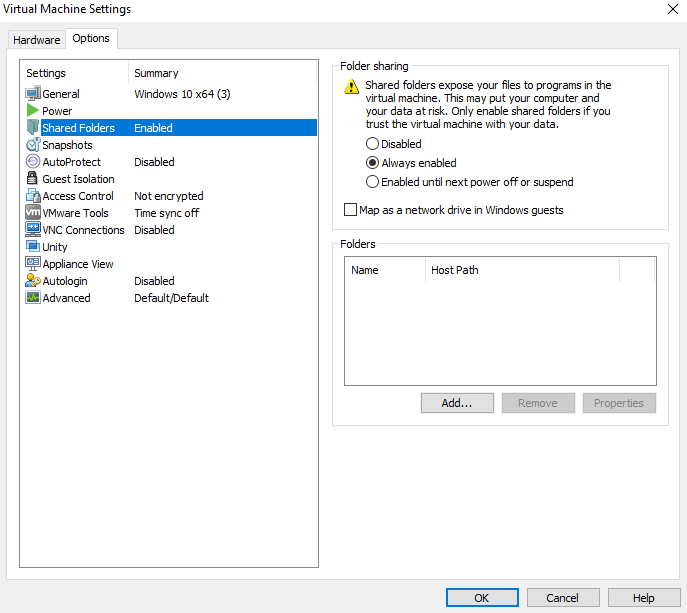 Virtual Machine Settings
Hardware Options
Settings Summary
General Windows 10 x64 (3)
Power
Shared Folders Enabled
Snapshots
AutoProtect Disabled
Guest Isolation
Access Control Not encrypted
vm VMware Tools Time sync off
VNC Connections Disabled
Unity
Appliance View
Autologin Disabled
Advanced Default/Default
Folder sharing
Shared folders expose your files to programs in the
virtual machine. This may put your computer and
your data at risk. Only enable shared folders if you
trust the virtual machine with your data.
Disabled
Always enabled
Enabled until next power off or suspend
Map as a network drive in Windows guests
Folders
Name Host Path
Add... Remove Properties
OK Cancel Help